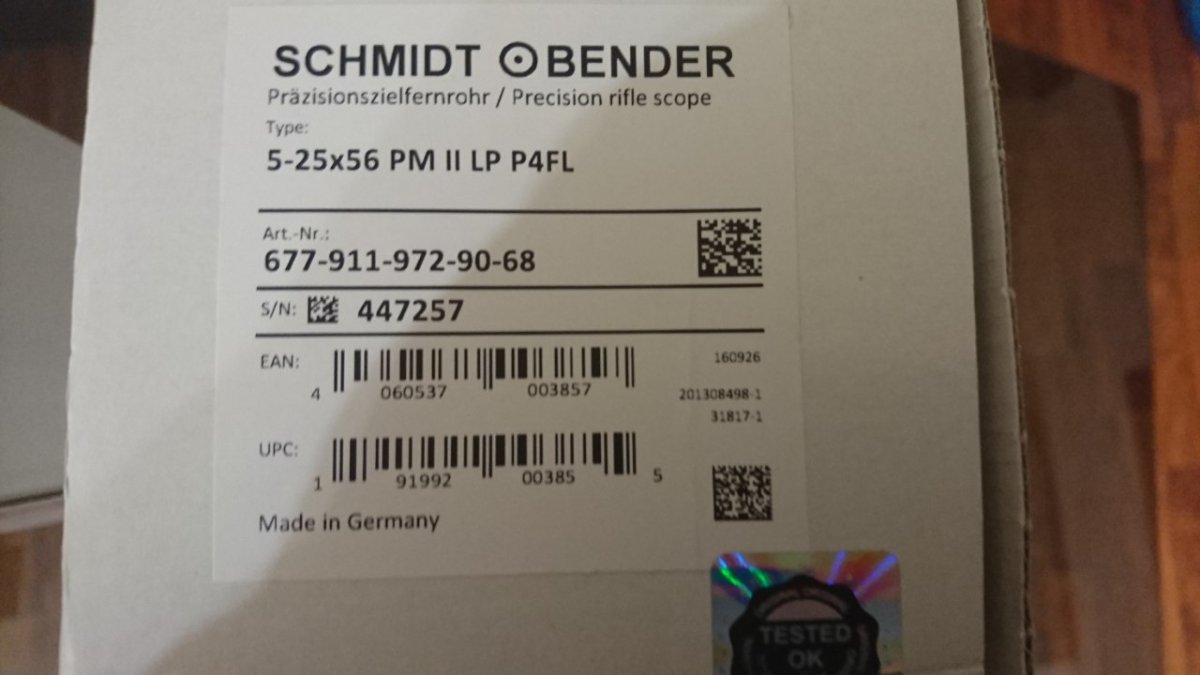 SCHMIDT BENDER
Präzisionszielfernrohr / Precision rifle scope
Type:
5-25x56 PM II LP P4FL
Art.-Nr.:
677-911-972-90-68
S/N: 447257
EAN:
160926
4 060537 003857
201308498-1
31817-1
UPC:
1 91992 00385 5
Made in Germany
TESTED
OK